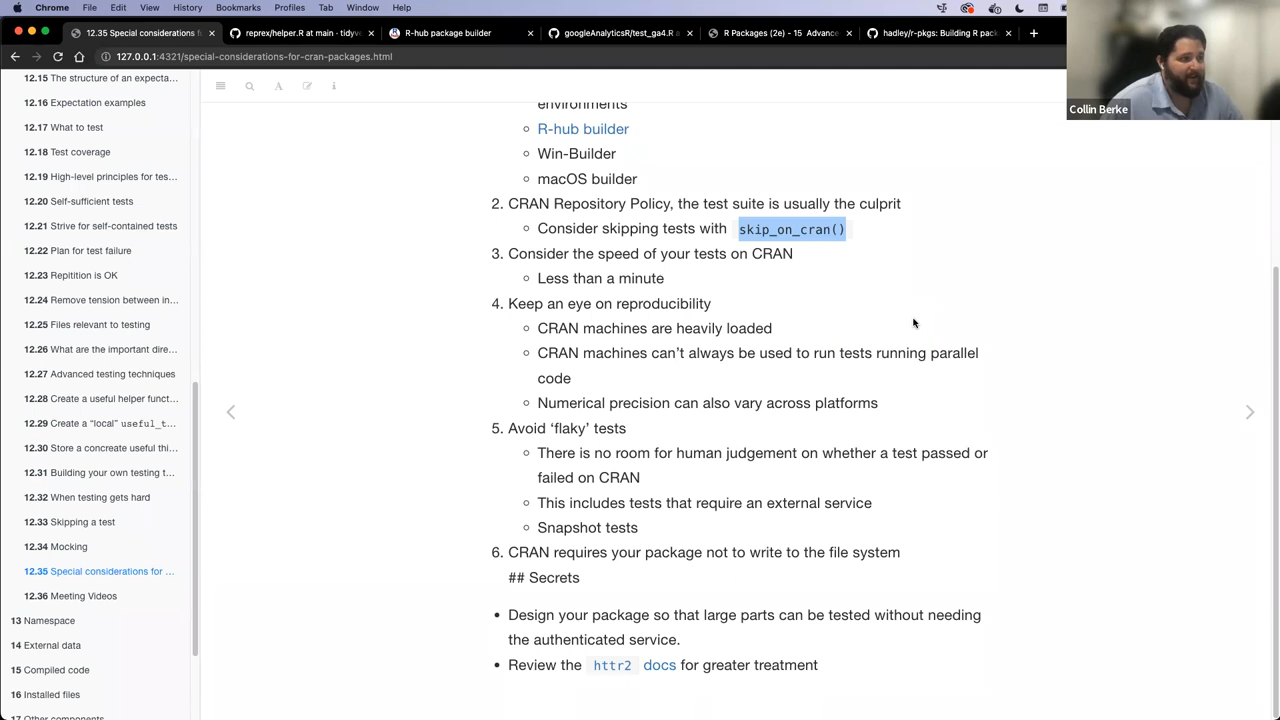 Chrome File Edit View History Bookmarks Profiles Tab Window Help
12.35 Special considerations f
reprex/helper.R at main · tidyve
R-hub package builder
googleAnalyticsR/test_ga4.R a
R Packages (2e) - 15 Advance
hadley/r-pkgs: Building R pac
127.0.0.1:4321/special-considerations-for-cran-packages.html
12.15 The structure of an expecta...
12.16 Expectation examples
12.17 What to test
12.18 Test coverage
12.19 High-level principles for tes...
12.20 Self-sufficient tests
12.21 Strive for self-contained tests
12.22 Plan for test failure
12.23 Repitition is OK
12.24 Remove tension between in...
12.25 Files relevant to testing
12.26 What are the important dire...
12.27 Advanced testing techniques
12.28 Create a useful helper funct...
12.29 Create a “local” useful_t...
12.30 Store a concreate useful thi...
12.31 Building your own testing t...
12.32 When testing gets hard
12.33 Skipping a test
12.34 Mocking
12.35 Special considerations for ...
12.36 Meeting Videos
13 Namespace
14 External data
15 Compiled code
16 Installed files
17 Other components
environments
R-hub builder
Win-Builder
macOS builder
2. CRAN Repository Policy, the test suite is usually the culprit
Consider skipping tests with skip_on_cran()
3. Consider the speed of your tests on CRAN
Less than a minute
4. Keep an eye on reproducibility
CRAN machines are heavily loaded
CRAN machines can’t always be used to run tests running parallel
code
Numerical precision can also vary across platforms
5. Avoid ‘flaky’ tests
There is no room for human judgement on whether a test passed or
failed on CRAN
This includes tests that require an external service
Snapshot tests
6. CRAN requires your package not to write to the file system
## Secrets
Design your package so that large parts can be tested without needing
the authenticated service.
Review the httr2 docs for greater treatment
Collin Berke